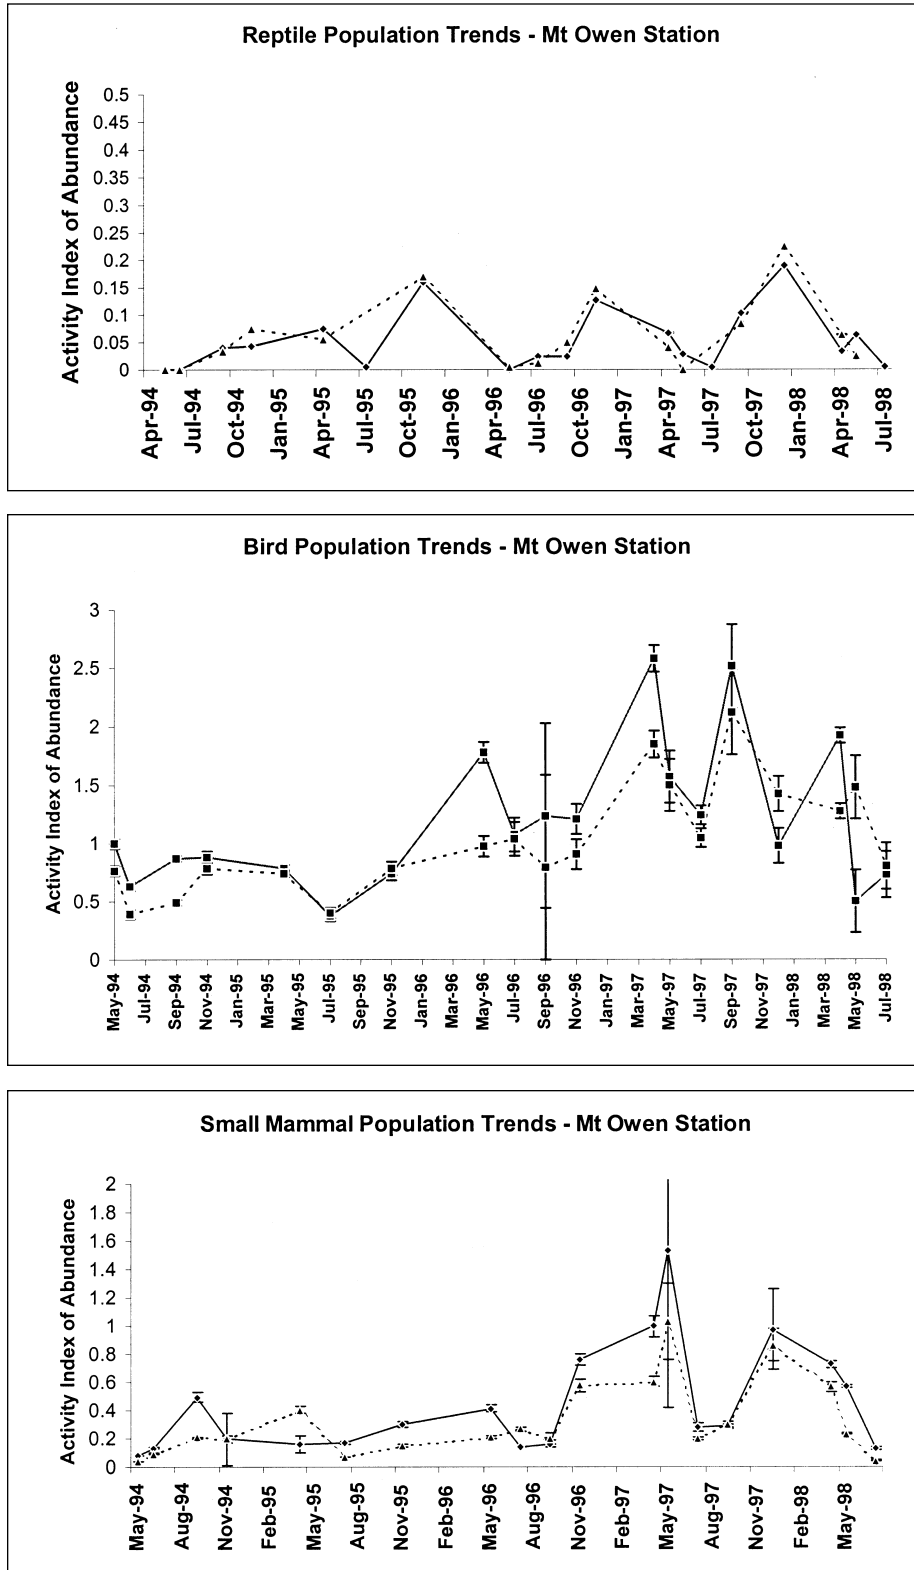 Reptile Population Trends - Mt Owen Station
Activity Index of Abundance
0.5
0.45
0.4
0.35
0.3
0.25
0.2
0.15
0.1
0.05
0
Apr-94
Jul-94
Oct-94
Jan-95
Apr-95
Jul-95
Oct-95
Jan-96
Apr-96
Jul-96
Oct-96
Jan-97
Apr-97
Jul-97
Oct-97
Jan-98
Apr-98
Jul-98
Bird Population Trends - Mt Owen Station
Activity Index of Abundance
3
2.5
2
1.5
1
0.5
0
May-94
Jul-94
Sep-94
Nov-94
Jan-95
Mar-95
May-95
Jul-95
Sep-95
Nov-95
Jan-96
Mar-96
May-96
Jul-96
Sep-96
Nov-96
Jan-97
Mar-97
May-97
Jul-97
Sep-97
Nov-97
Jan-98
Mar-98
May-98
Jul-98
Small Mammal Population Trends - Mt Owen Station
Activity Index of Abundance
2
1.8
1.6
1.4
1.2
1
0.8
0.6
0.4
0.2
0
May-94
Aug-94
Nov-94
Feb-95
May-95
Aug-95
Nov-95
Feb-96
May-96
Aug-96
Nov-96
Feb-97
May-97
Aug-97
Nov-97
Feb-98
May-98